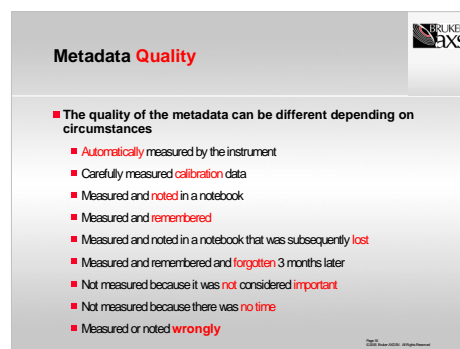 BRUKER
axs
Metadata Quality
The quality of the metadata can be different depending on
circumstances
Automatically measured by the instrument
Carefully measured calibration data
Measured and noted in a notebook
Measured and remembered
Measured and noted in a notebook that was subsequently lost
Measured and remembered and forgotten 3 months later
Not measured because it was not considered important
Not measured because there was no time
Measured or noted wrongly